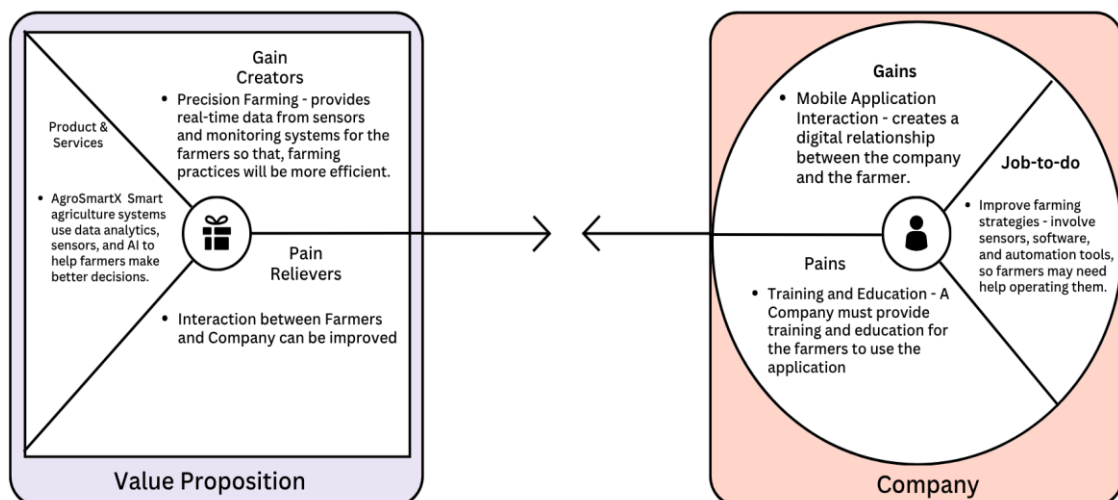 Gain
Creators
• Precision Farming - provides
real-time data from sensors
and monitoring systems for the
farmers so that, farming
practices will be more efficient.
Product &
Services
• AgroSmartX Smart
agriculture systems
use data analytics,
sensors, and AI to
help farmers make
better decisions.
Pain
Relievers
• Interaction between Farmers
and Company can be improved
Value Proposition
Gains
• Mobile Application
Interaction - creates a
digital relationship
between the company
and the farmer.
Job-to-do
• Improve farming
strategies - involve
sensors, software,
and automation tools,
so farmers may need
help operating them.
Pains
• Training and Education - A
Company must provide
training and education for
the farmers to use the
application
Company